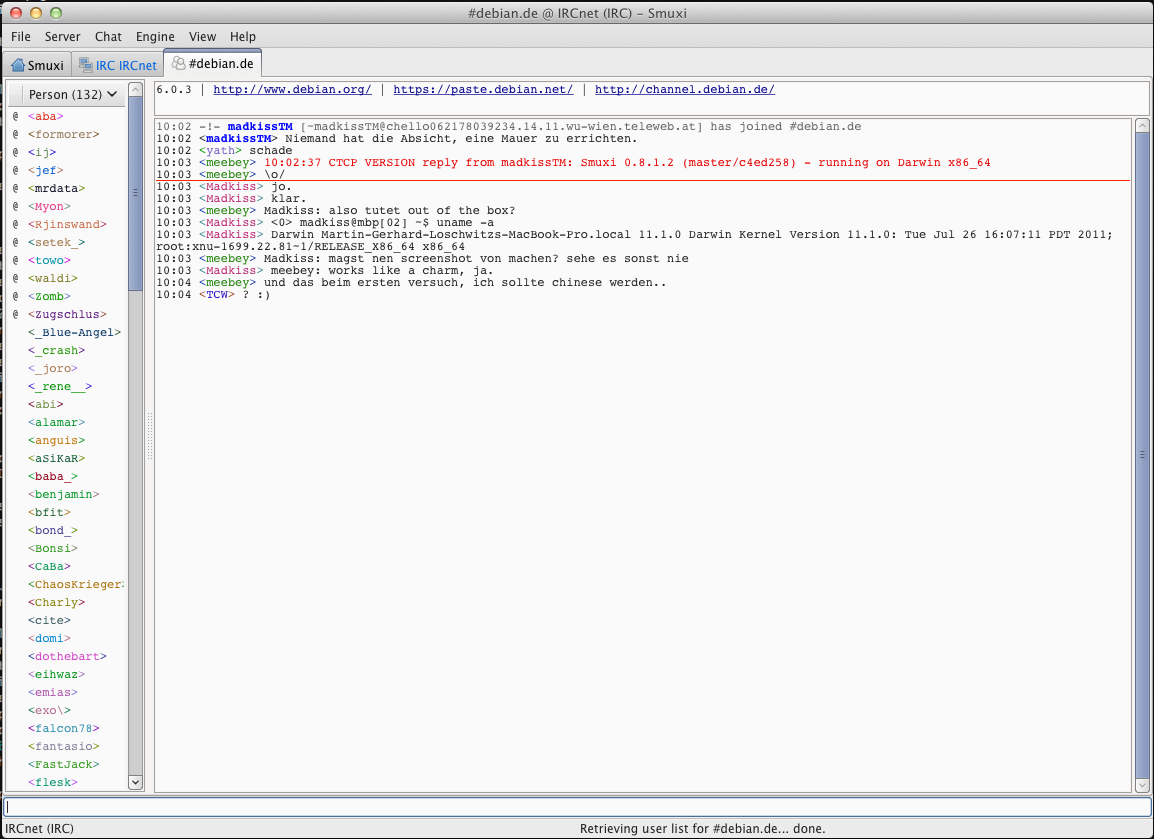 #debian.de @ IRCnet (IRC) – Smuxi
File Server Chat Engine View Help
Smuxi IRC IRCnet #debian.de
Person (132)
@ <aba>
@ <formorer>
@ <ij>
@ <jef>
@ <mrdata>
@ <Myon>
@ <Rjinswand>
@ <setek_>
@ <towo>
@ <waldi>
@ <Zomb>
@ <Zugschlus>
<_Blue-Angel>
<_crash>
<_joro>
<_rene__>
<abi>
<alamar>
<anguis>
<aSiKaR>
<baba_>
<benjamin>
<bfit>
<bond_>
<Bonsi>
<CaBa>
<ChaosKrieger>
<Charly>
<cite>
<domi>
<dothebart>
<eihwaz>
<emias>
<exo\>
<falcon78>
<fantasio>
<FastJack>
<flesk>
6.0.3 | http://www.debian.org/ | https://paste.debian.net/ | http://channel.debian.de/
10:02 -!- madkissTM [~madkissTM@chello062178039234.14.11.wu-wien.teleweb.at] has joined #debian.de
10:02 <madkissTM> Niemand hat die Absicht, eine Mauer zu errichten.
10:02 <yath> schade
10:03 <meebey> 10:02:37 CTCP VERSION reply from madkissTM: Smuxi 0.8.1.2 (master/c4ed258) - running on Darwin x86_64
10:03 <meebey> \o/
10:03 <Madkiss> jo.
10:03 <Madkiss> klar.
10:03 <meebey> Madkiss: also tutet out of the box?
10:03 <Madkiss> <0> madkiss@mbp[02] ~$ uname -a
10:03 <Madkiss> Darwin Martin-Gerhard-Loschwitzs-MacBook-Pro.local 11.1.0 Darwin Kernel Version 11.1.0: Tue Jul 26 16:07:11 PDT 2011;
root:xnu-1699.22.81~1/RELEASE_X86_64 x86_64
10:03 <meebey> Madkiss: magst nen screenshot von machen? sehe es sonst nie
10:03 <Madkiss> meebey: works like a charm, ja.
10:04 <meebey> und das beim ersten versuch, ich sollte chinese werden..
10:04 <TCW> ? :)
IRCnet (IRC)
Retrieving user list for #debian.de... done.